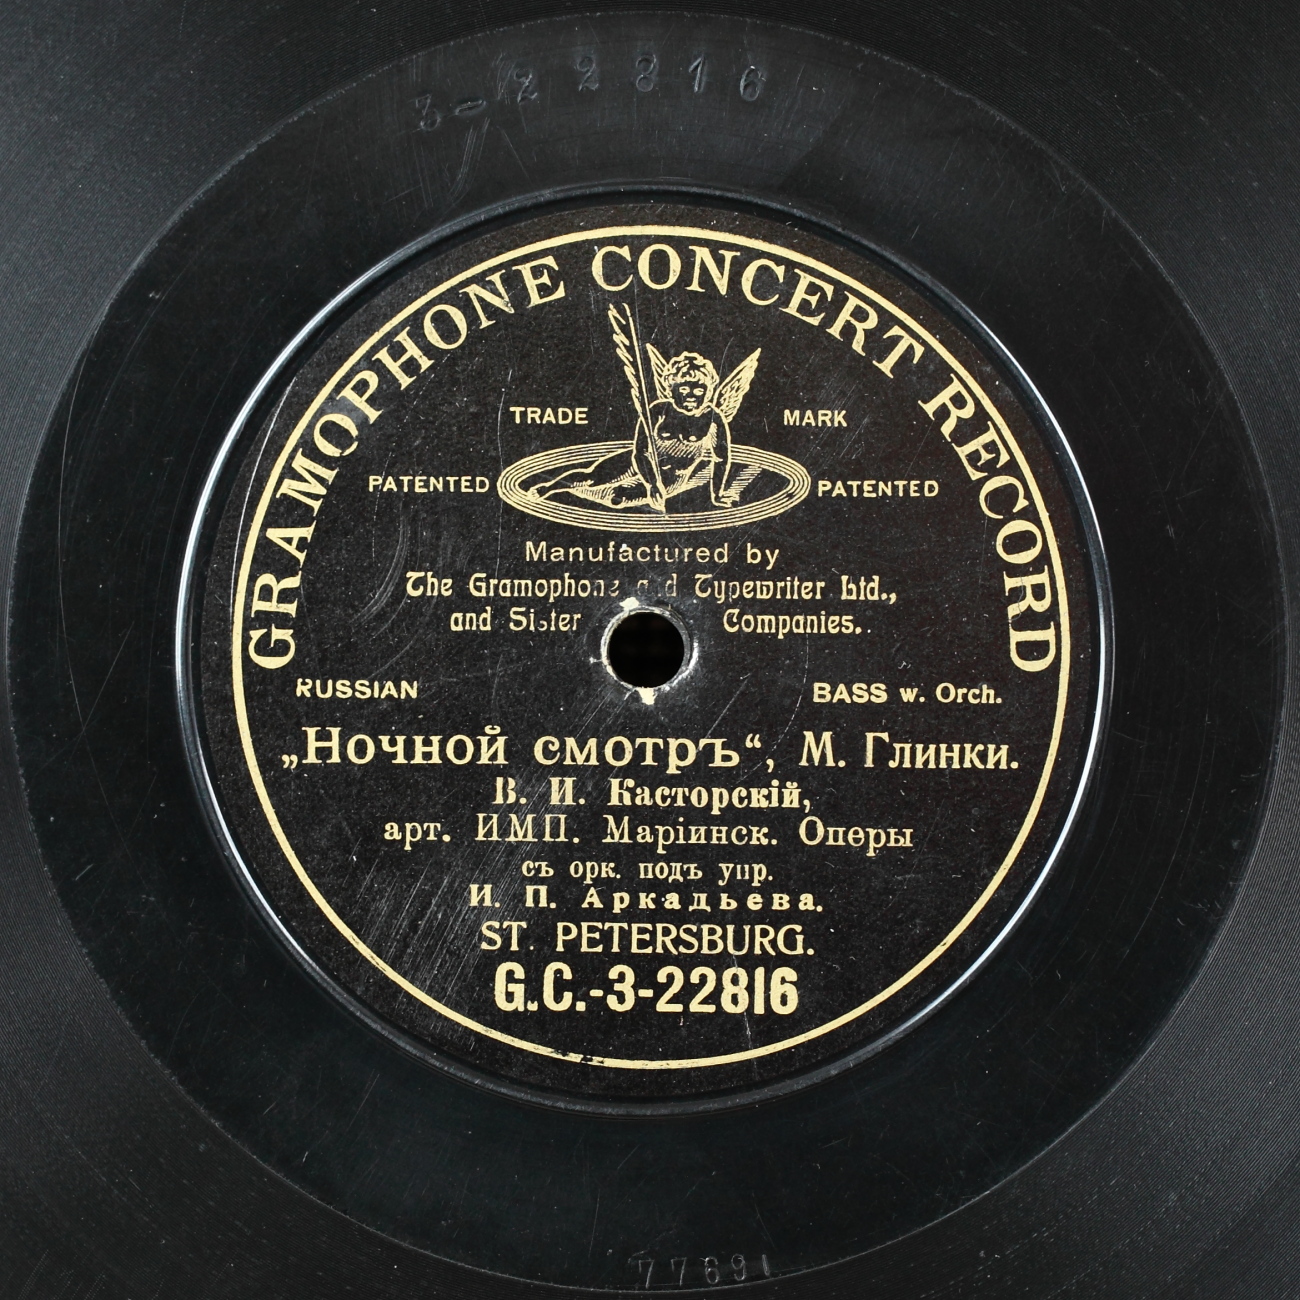 3-22816
GRAMOPHONE CONCERT RECORD
TRADE MARK
PATENTED PATENTED
Manufactured by
The Gramophone and Typewriter Ltd.,
and Sister Companies.
RUSSIAN BASS w. Orch.
„Ночной смотръ“, М. Глинки.
В. И. Касторскій,
арт. ИМП. Маріинск. Оперы
съ орк. подъ упр.
И. П. Аркадьева.
ST. PETERSBURG.
G.C.-3-22816
77691